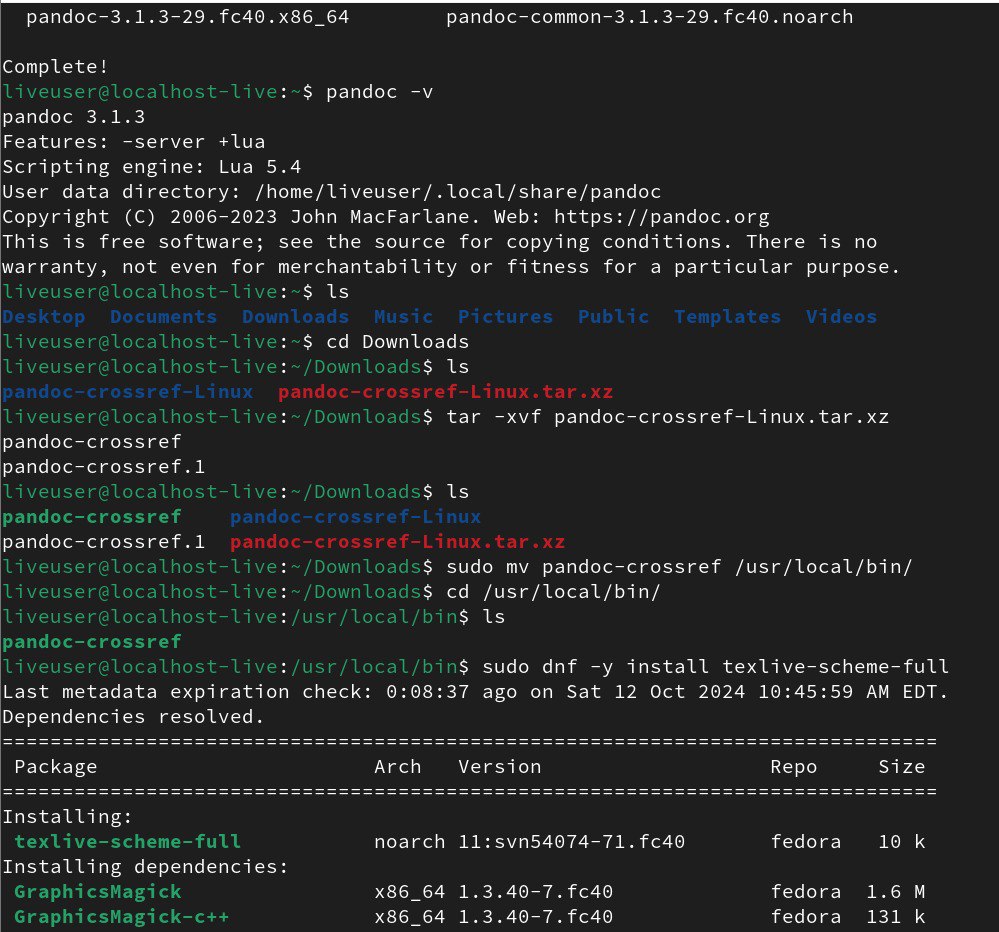 pandoc-3.1.3-29.fc40.x86_64        pandoc-common-3.1.3-29.fc40.noarch
Complete!
liveuser@localhost-live:~$ pandoc -v
pandoc 3.1.3
Features: -server +lua
Scripting engine: Lua 5.4
User data directory: /home/liveuser/.local/share/pandoc
Copyright (C) 2006-2023 John MacFarlane. Web: https://pandoc.org
This is free software; see the source for copying conditions. There is no
warranty, not even for merchantability or fitness for a particular purpose.
liveuser@localhost-live:~$ ls
Desktop  Documents  Downloads  Music  Pictures  Public  Templates  Videos
liveuser@localhost-live:~$ cd Downloads
liveuser@localhost-live:~/Downloads$ ls
pandoc-crossref-Linux  pandoc-crossref-Linux.tar.xz
liveuser@localhost-live:~/Downloads$ tar -xvf pandoc-crossref-Linux.tar.xz
pandoc-crossref
pandoc-crossref.1
liveuser@localhost-live:~/Downloads$ ls
pandoc-crossref    pandoc-crossref-Linux
pandoc-crossref.1  pandoc-crossref-Linux.tar.xz
liveuser@localhost-live:~/Downloads$ sudo mv pandoc-crossref /usr/local/bin/
liveuser@localhost-live:~/Downloads$ cd /usr/local/bin/
liveuser@localhost-live:/usr/local/bin$ ls
pandoc-crossref
liveuser@localhost-live:/usr/local/bin$ sudo dnf -y install texlive-scheme-full
Last metadata expiration check: 0:08:37 ago on Sat 12 Oct 2024 10:45:59 AM EDT.
Dependencies resolved.
==============================================================================
 Package                       Arch   Version                   Repo     Size
==============================================================================
Installing:
 texlive-scheme-full           noarch 11:svn54074-71.fc40       fedora   10 k
Installing dependencies:
 GraphicsMagick                x86_64 1.3.40-7.fc40             fedora  1.6 M
 GraphicsMagick-c++            x86_64 1.3.40-7.fc40             fedora  131 k